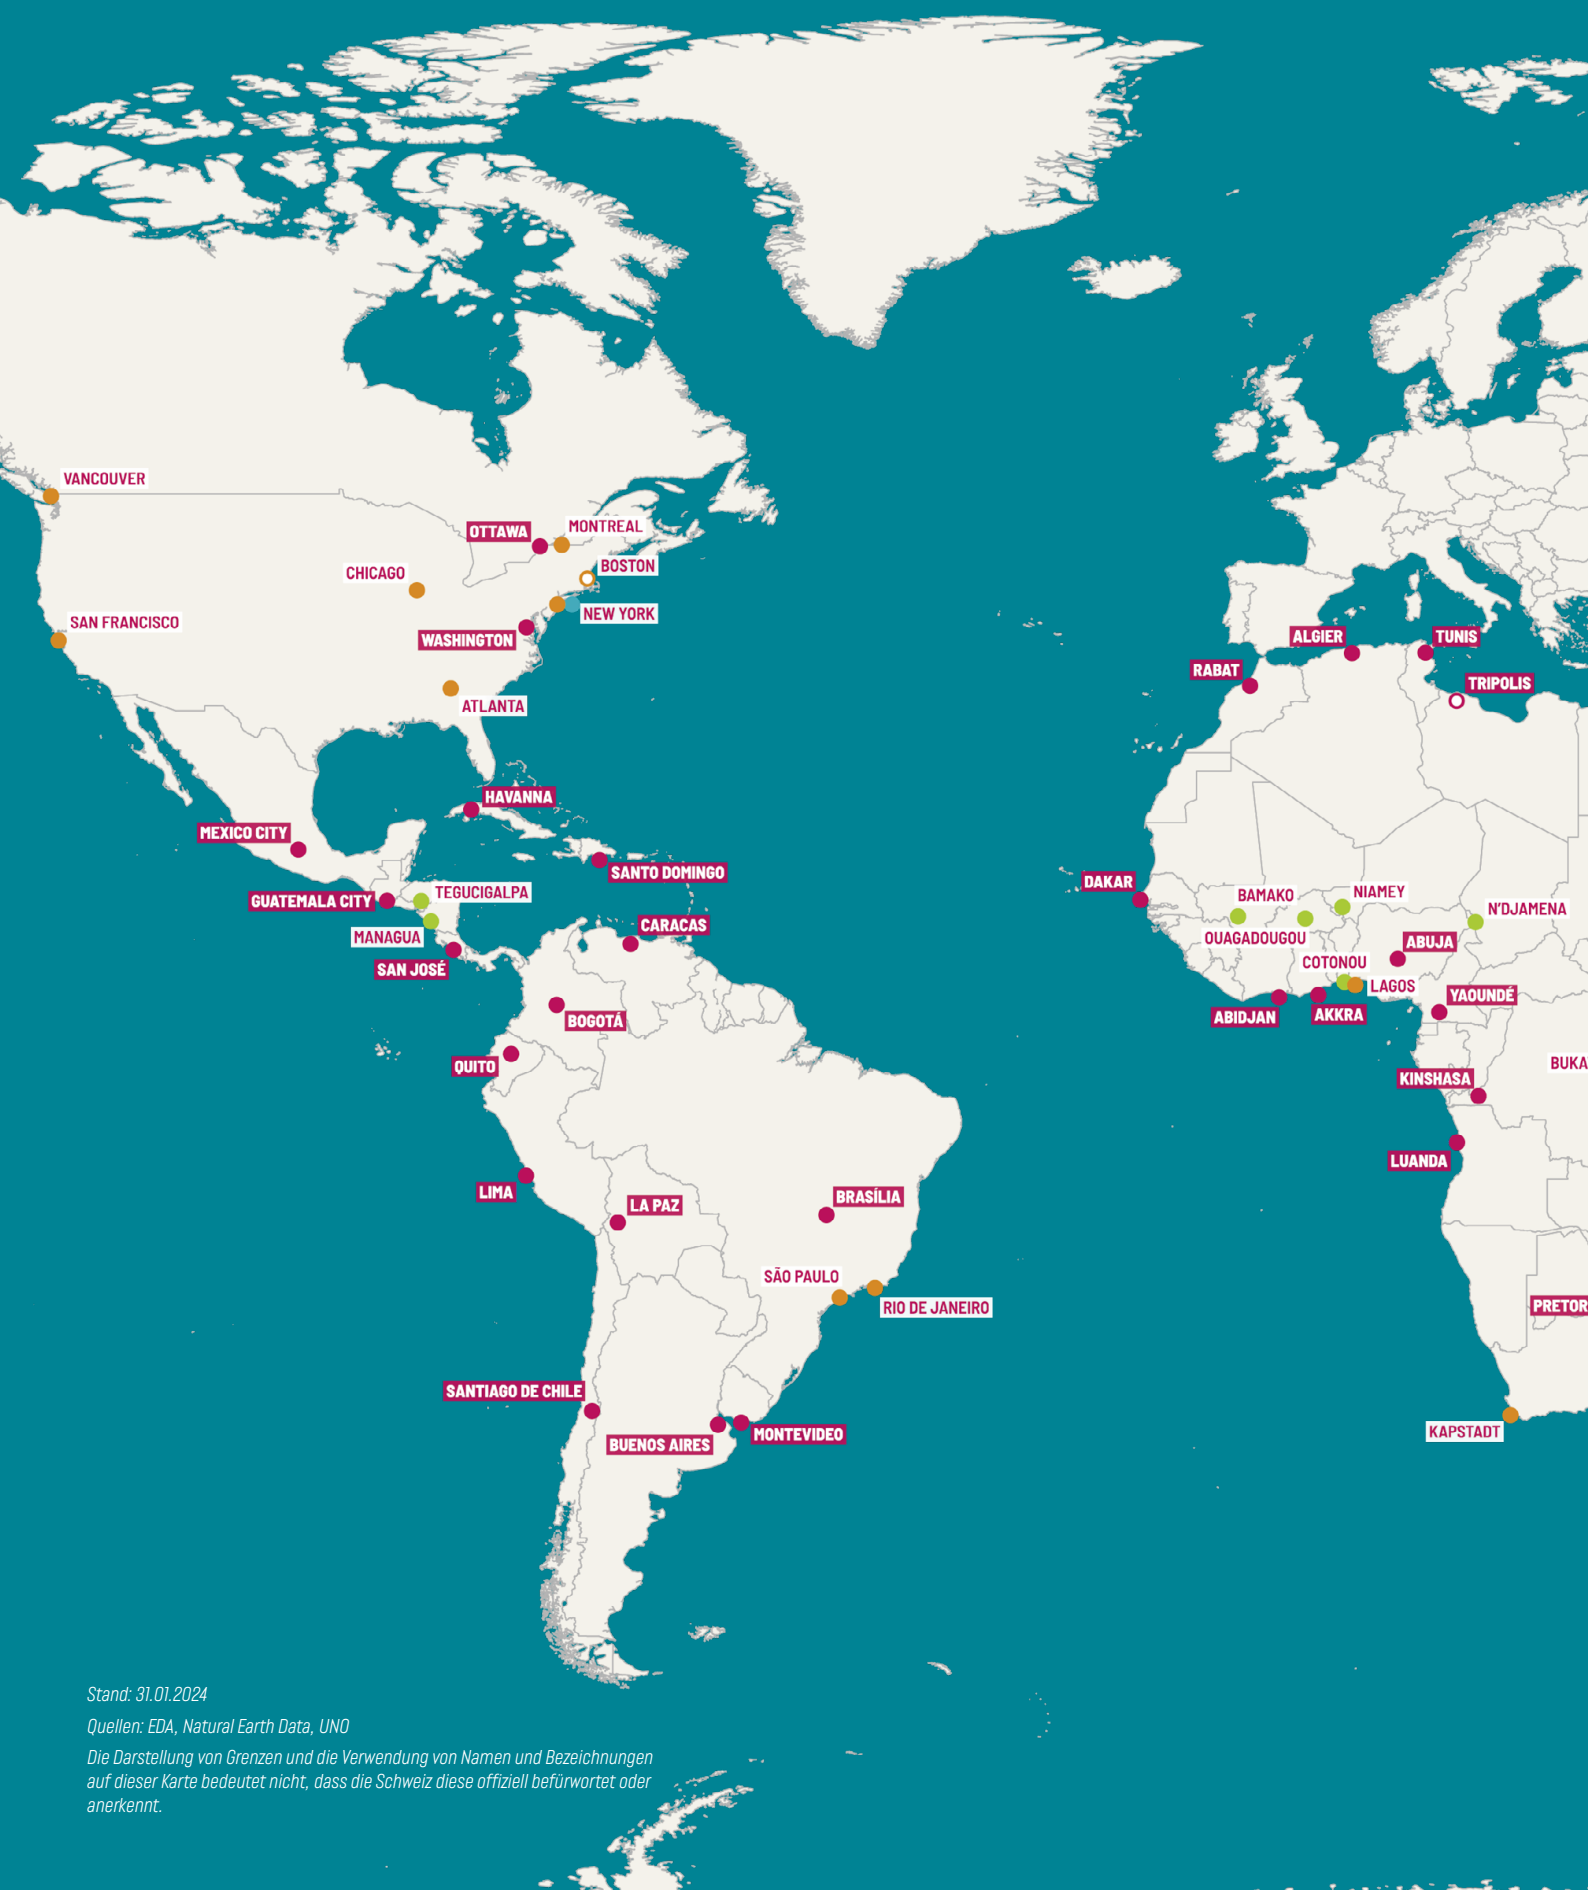 VANCOUVER
OTTAWA
MONTREAL
BOSTON
CHICAGO
NEW YORK
SAN FRANCISCO
WASHINGTON
ATLANTA
ALGIER
TUNIS
RABAT
TRIPOLIS
HAVANNA
MEXICO CITY
SANTO DOMINGO
GUATEMALA CITY
TEGUCIGALPA
MANAGUA
CARACAS
SAN JOSÉ
DAKAR
BAMAKO
NIAMEY
N'DJAMENA
OUAGADOUGOU
ABUJA
COTONOU
LAGOS
YAOUNDÉ
ABIDJAN
AKKRA
BOGOTÁ
QUITO
BUKA
KINSHASA
LUANDA
LIMA
LA PAZ
BRASÍLIA
SÃO PAULO
RIO DE JANEIRO
PRETOR
SANTIAGO DE CHILE
BUENOS AIRES
MONTEVIDEO
KAPSTADT
Stand: 31.01.2024
Quellen: EDA, Natural Earth Data, UNO
Die Darstellung von Grenzen und die Verwendung von Namen und Bezeichnungen
auf dieser Karte bedeutet nicht, dass die Schweiz diese offiziell befürwortet oder
anerkennt.